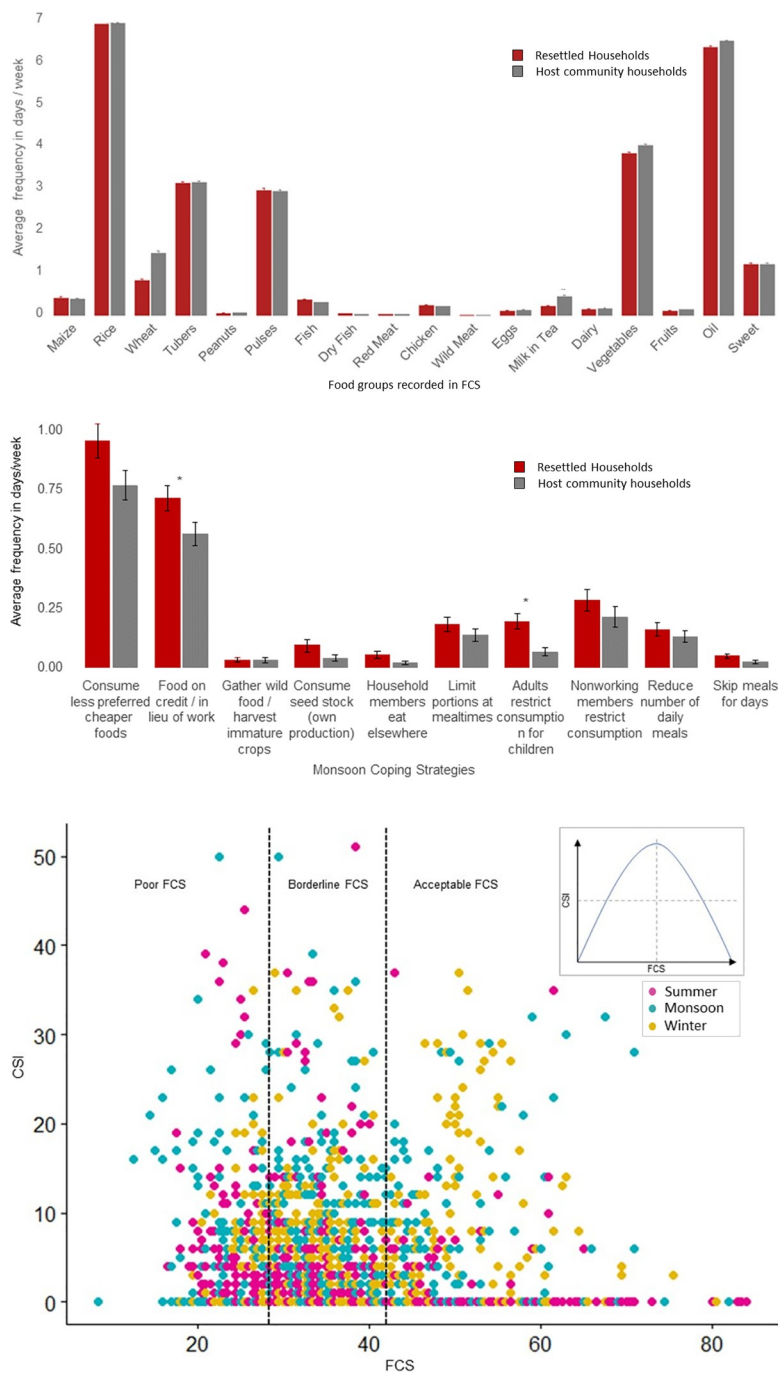 7
6
5
4
3
2
1
0
Average frequency in days / week
Resettled Households
Host community households
Maize
Rice
Wheat
Tubers
Peanuts
Pulses
Fish
Dry Fish
Red Meat
Chicken
Wild Meat
Eggs
Milk in Tea
Dairy
Vegetables
Fruits
Oil
Sweet
Food groups recorded in FCS
1.00
0.75
0.50
0.25
0.00
Average frequency in days/week
Resettled Households
Host community households
*
*
Consume
less preferred
cheaper
foods
Food on
credit / in
lieu of work
Gather wild
food /
harvest
immature
crops
Consume
seed stock
(own
production)
Household
members
eat
elsewhere
Limit
portions at
mealtimes
Adults
restrict
consumptio
n for
children
Nonworking
members
restrict
consumption
Reduce
number of
daily
meals
Skip meals
for days
Monsoon Coping Strategies
50
40
30
20
10
0
CSI
Poor FCS
Borderline FCS
Acceptable FCS
CSI
FCS
Summer
Monsoon
Winter
20
40
60
80
FCS